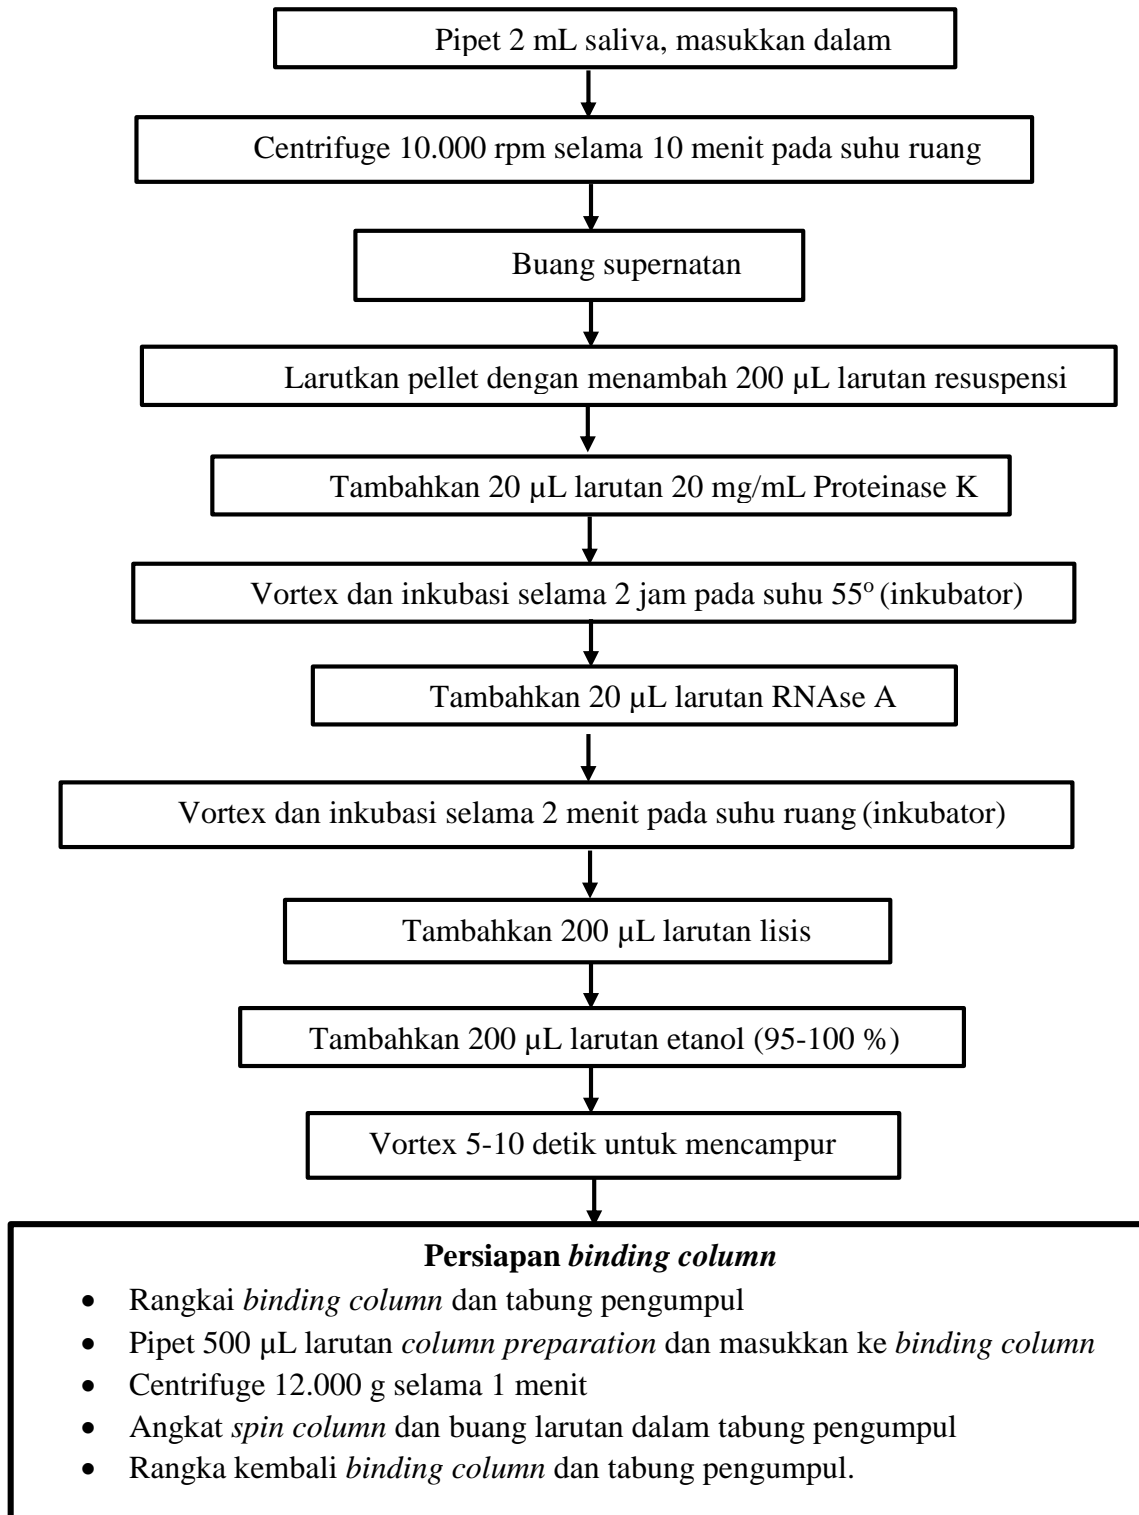 Pipet 2 mL saliva, masukkan dalam
Centrifuge 10.000 rpm selama 10 menit pada suhu ruang
Buang supernatan
Larutkan pellet dengan menambah 200 µL larutan resuspensi
Tambahkan 20 µL larutan 20 mg/mL Proteinase K
Vortex dan inkubasi selama 2 jam pada suhu 55º (inkubator)
Tambahkan 20 µL larutan RNAse A
Vortex dan inkubasi selama 2 menit pada suhu ruang (inkubator)
Tambahkan 200 µL larutan lisis
Tambahkan 200 µL larutan etanol (95-100 %)
Vortex 5-10 detik untuk mencampur
Persiapan binding column
• Rangkai binding column dan tabung pengumpul
• Pipet 500 µL larutan column preparation dan masukkan ke binding column
• Centrifuge 12.000 g selama 1 menit
• Angkat spin column dan buang larutan dalam tabung pengumpul
• Rangka kembali binding column dan tabung pengumpul.